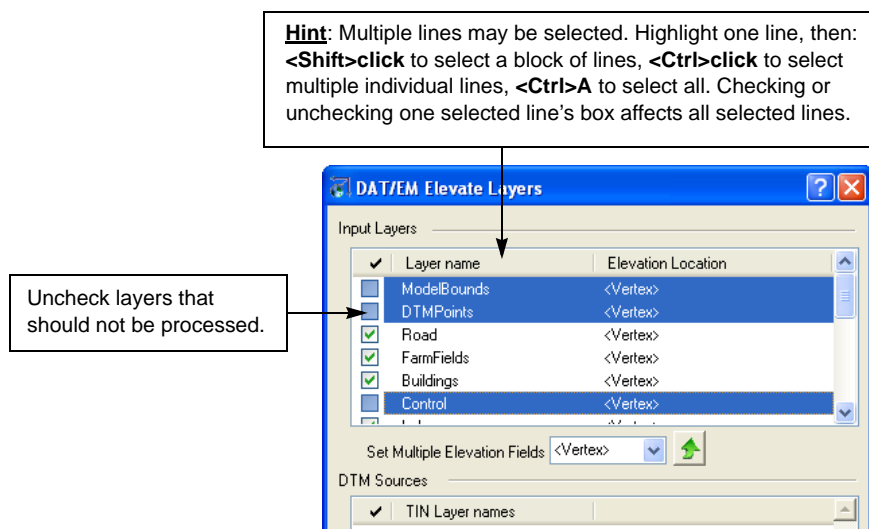 Hint: Multiple lines may be selected. Highlight one line, then:
<Shift>click to select a block of lines, <Ctrl>click to select
multiple individual lines, <Ctrl>A to select all. Checking or
unchecking one selected line's box affects all selected lines.
DAT/EM Elevate Layers
Input Layers
Layer name Elevation Location
ModelBounds <Vertex>
DTMPoints <Vertex>
Road <Vertex>
FarmFields <Vertex>
Buildings <Vertex>
Control <Vertex>
Uncheck layers that
should not be processed.
Set Multiple Elevation Fields <Vertex>
DTM Sources
TIN Layer names